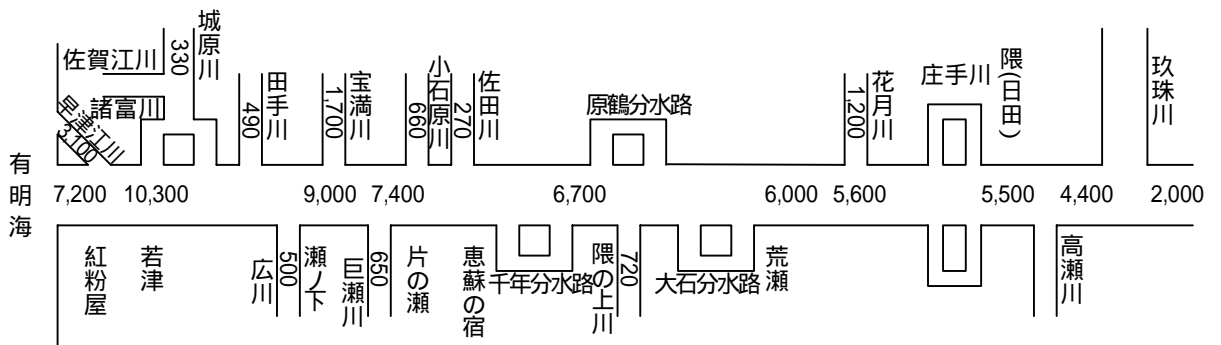 城原川
330
佐賀江川
諸富川
早津江川
3,100
田手川
490
宝満川
1,700
小石原川
660
佐田川
270
原鶴分水路
花月川
1,200
庄手川
隈(日田)
玖珠川
有明海
7,200
10,300
9,000
7,400
6,700
6,000
5,600
5,500
4,400
2,000
紅粉屋
若津
広川
500
瀬ノ下
巨瀬川
650
片の瀬
恵蘇の宿
千年分水路
隈の上川
720
大石分水路
荒瀬
高瀬川